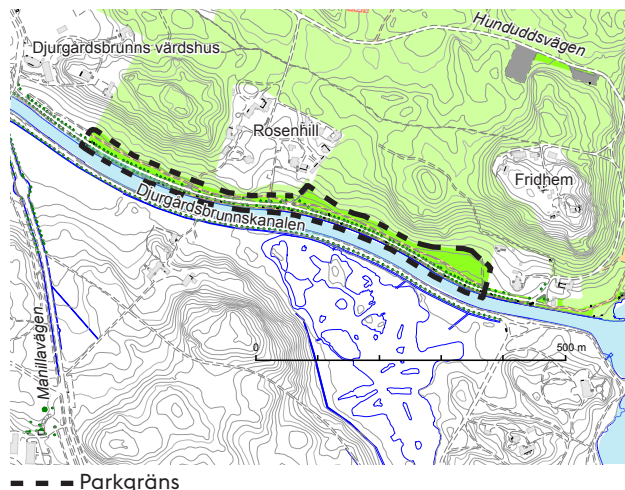 Hunduddsvägen
Djurgårdsbrunns värdshus
Rosenhill
Fridhem
Djurgårdsbrunnskanalen
Manillavägen
0 500 m
Parkgräns